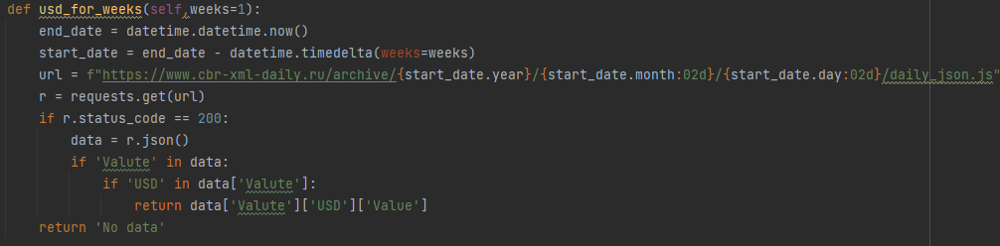 def usd_for_weeks(self,weeks=1):
    end_date = datetime.datetime.now()
    start_date = end_date - datetime.timedelta(weeks=weeks)
    url = f"https://www.cbr-xml-daily.ru/archive/{start_date.year}/{start_date.month:02d}/{start_date.day:02d}/daily_json.js"
    r = requests.get(url)
    if r.status_code == 200:
        data = r.json()
        if 'Valute' in data:
            if 'USD' in data['Valute']:
                return data['Valute']['USD']['Value']
    return 'No data'